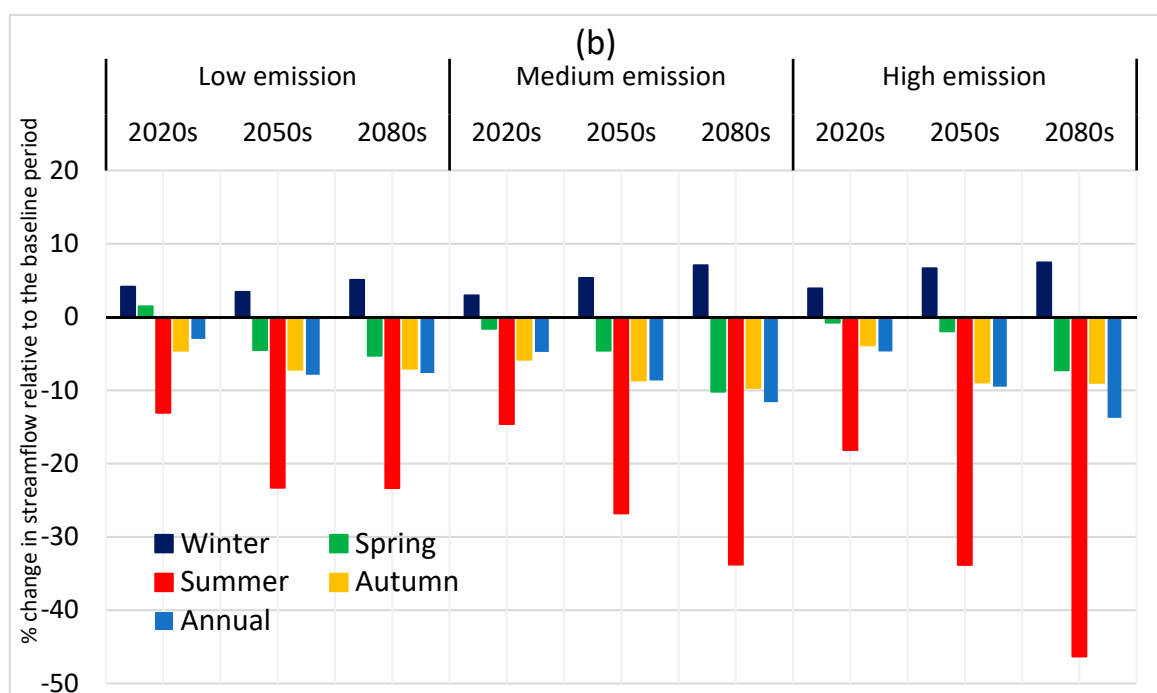 (b)
Low emission Medium emission High emission
2020s 2050s 2080s 2020s 2050s 2080s 2020s 2050s 2080s
% change in streamflow relative to the baseline period
20
10
0
-10
-20
-30
-40
-50
Winter Spring
Summer Autumn
Annual